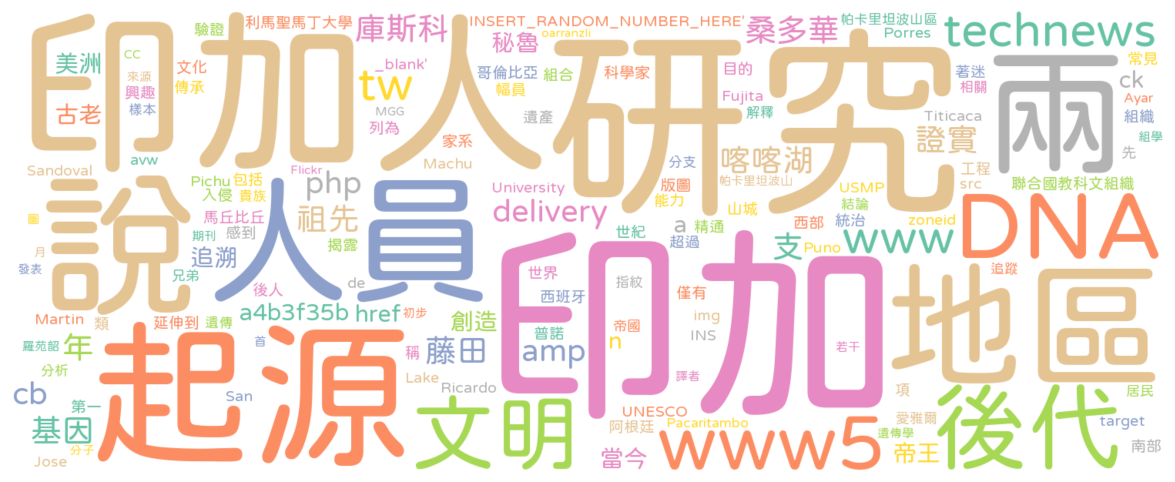 印加人
研究
兩
利馬聖馬丁大學
庫斯科
INSERT_RANDOM_NUMBER_HERE'
oarranzli
秘魯
桑多華
帕卡里坦波山區
Porres
technews
驗證
美洲
cc
文化
來源
興趣
傳承
樣本
古老
avw
_blank'
tw
MGG
列為
哥倫比亞
組合
幅員
遺產
科學家
目的
Fujita
解釋
著迷
相關
常見
ck
Ayar
組織
組學
Titiceca
證實
先
家系
Machu
喀喀湖
分支
版圖
能力
帕卡里坦波山
工程
src
聯合國教科文組織
Sandoval
說
Pichu
包括
入侵
貴族
Flickr
php
祖先
人員
University
delivery
山城
USMP
結論
a
精通
西部
統治
zoneid
DNA
圖
月
發表
馬丘比丘
期刊
感到
揭露
追溯
兄弟
後人
de
世紀
超過
支
Puno
www
追蹤
印加
地區
世界
西班牙
指紋
僅有
img
INS
a4b3f35b
href
初步
創造
普諾
帝國
n
Martin
類
延伸到
遺傳
首
羅苑韶
年
分析
起源
稱
藤田
amp
若干
譯者
cb
第一
San
Lake
Ricardo
項
居民
基因
分子
Jose
文明
UNESCO
阿根廷
Pacaritambo
當今
www5
愛雅爾
遺傳學
帝王
後代
target
南部